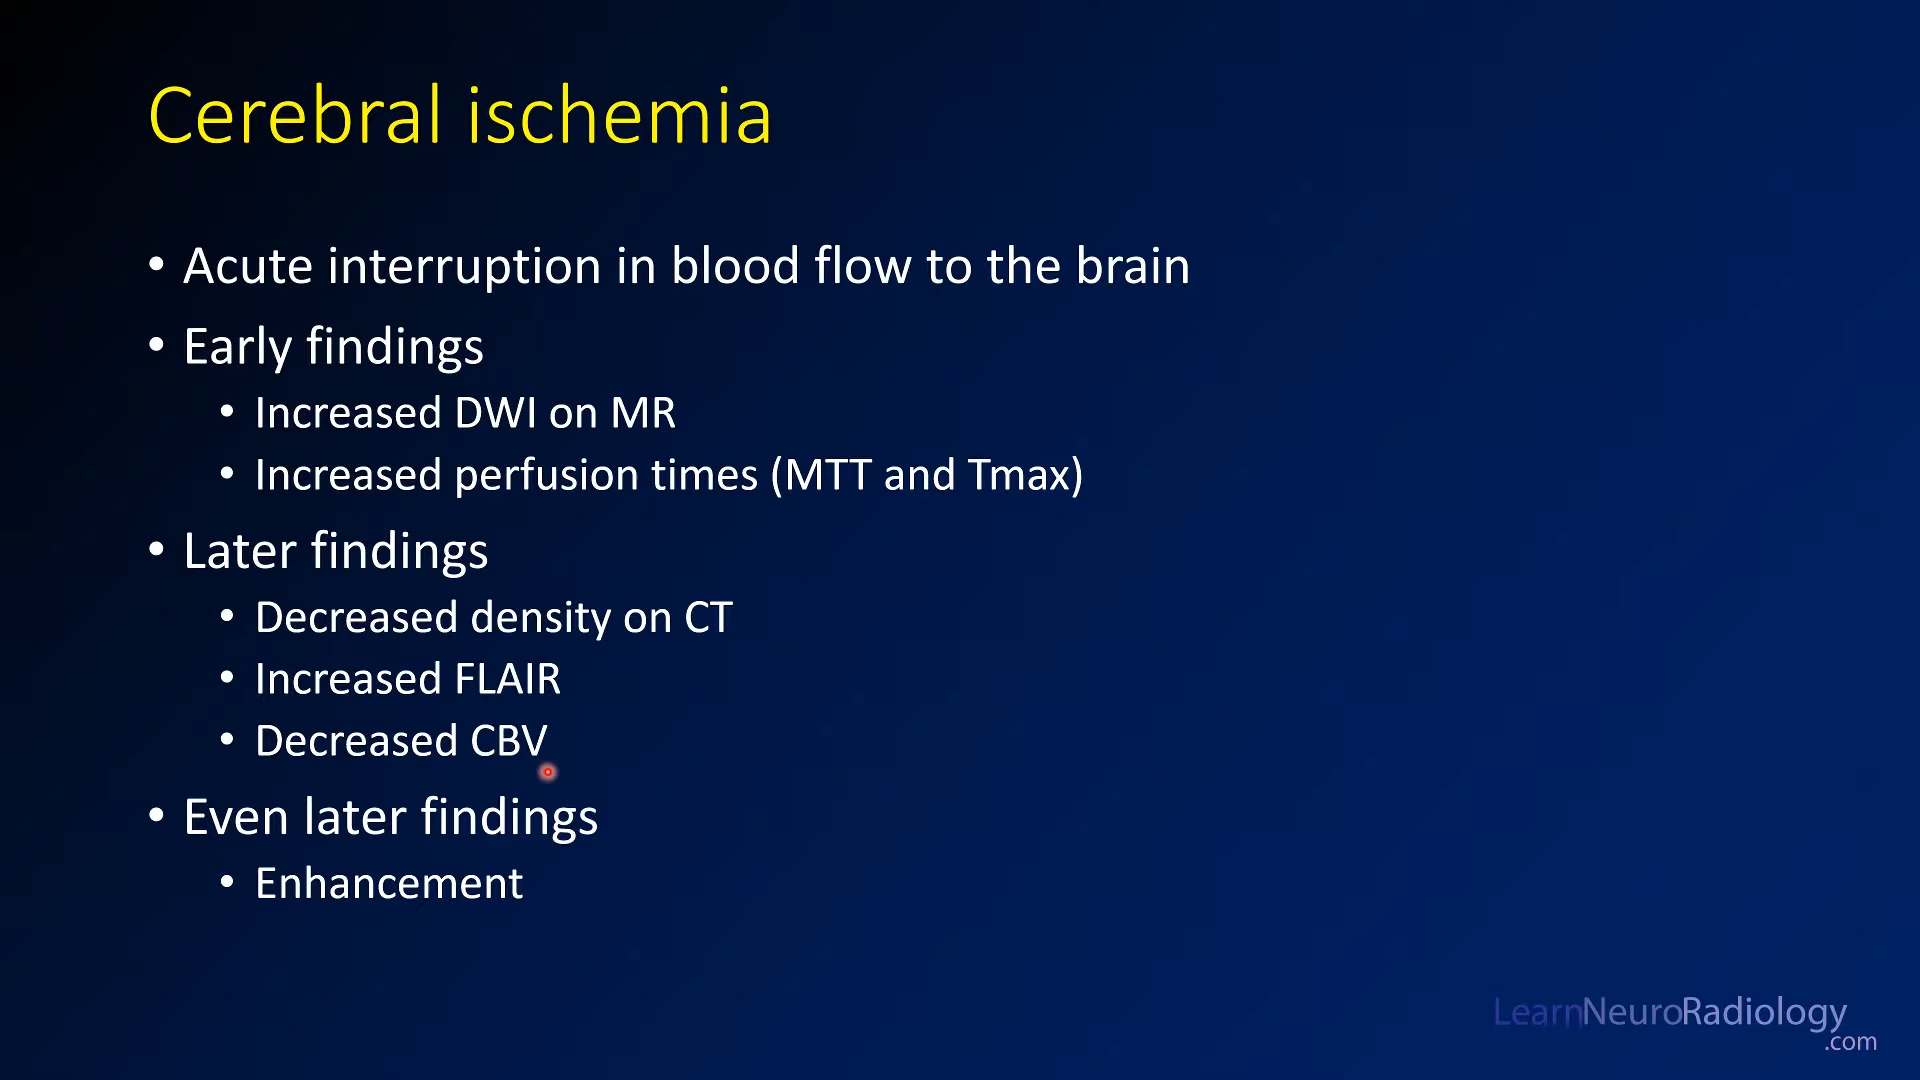 Cerebral ischemia
• Acute interruption in blood flow to the brain
• Early findings
• Increased DWI on MR
• Increased perfusion times (MTT and Tmax)
• Later findings
• Decreased density on CT
• Increased FLAIR
• Decreased CBV
• Even later findings
• Enhancement
LearnNeuroRadiology
.com